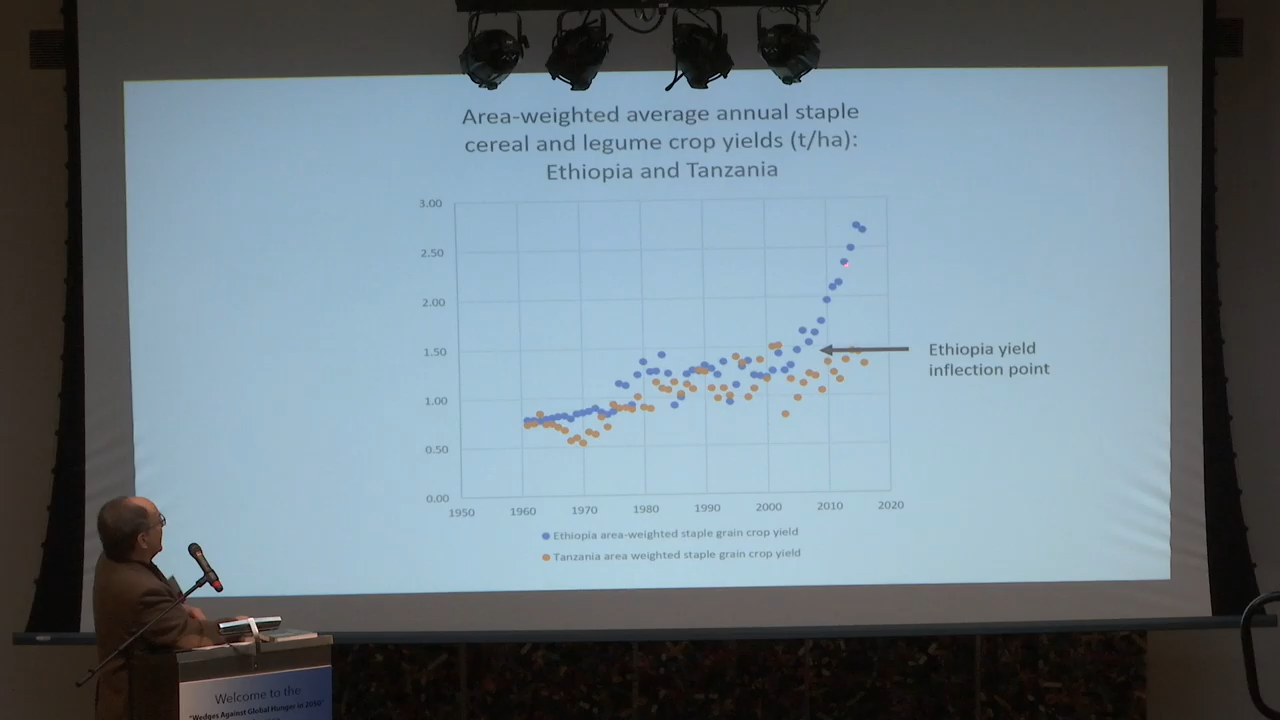 Area-weighted average annual staple
cereal and legume crop yields (t/ha):
Ethiopia and Tanzania
3.00
2.50
2.00
1.50
1.00
0.50
0.00
1950 1960 1970 1980 1990 2000 2010 2020
Ethiopia yield
inflection point
Ethiopia area-weighted staple grain crop yield
Tanzania area weighted staple grain crop yield
Welcome to the
"Wedges Against Global Hunger in 2050"